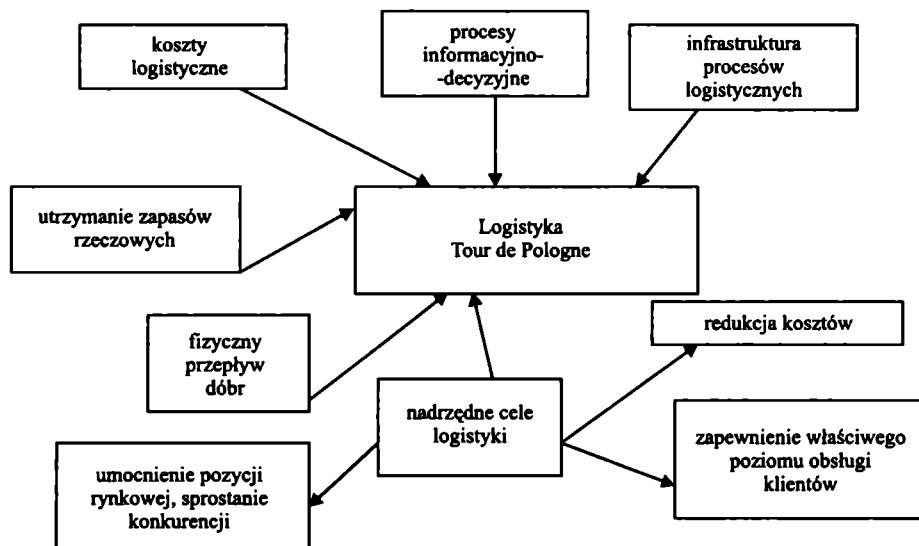 koszty
logistyczne
procesy
informacyjno-
-decyzyjne
infrastruktura
procesów
logistycznych
utrzymanie zapasów
rzeczowych
Logistyka
Tour de Pologne
fizyczny
przepływ
dóbr
redukcja kosztów
nadrzędne cele
logistyki
zapewnienie właściwego
poziomu obsługi
klientów
umocnienie pozycji
rynkowej, sprostanie
konkurencji